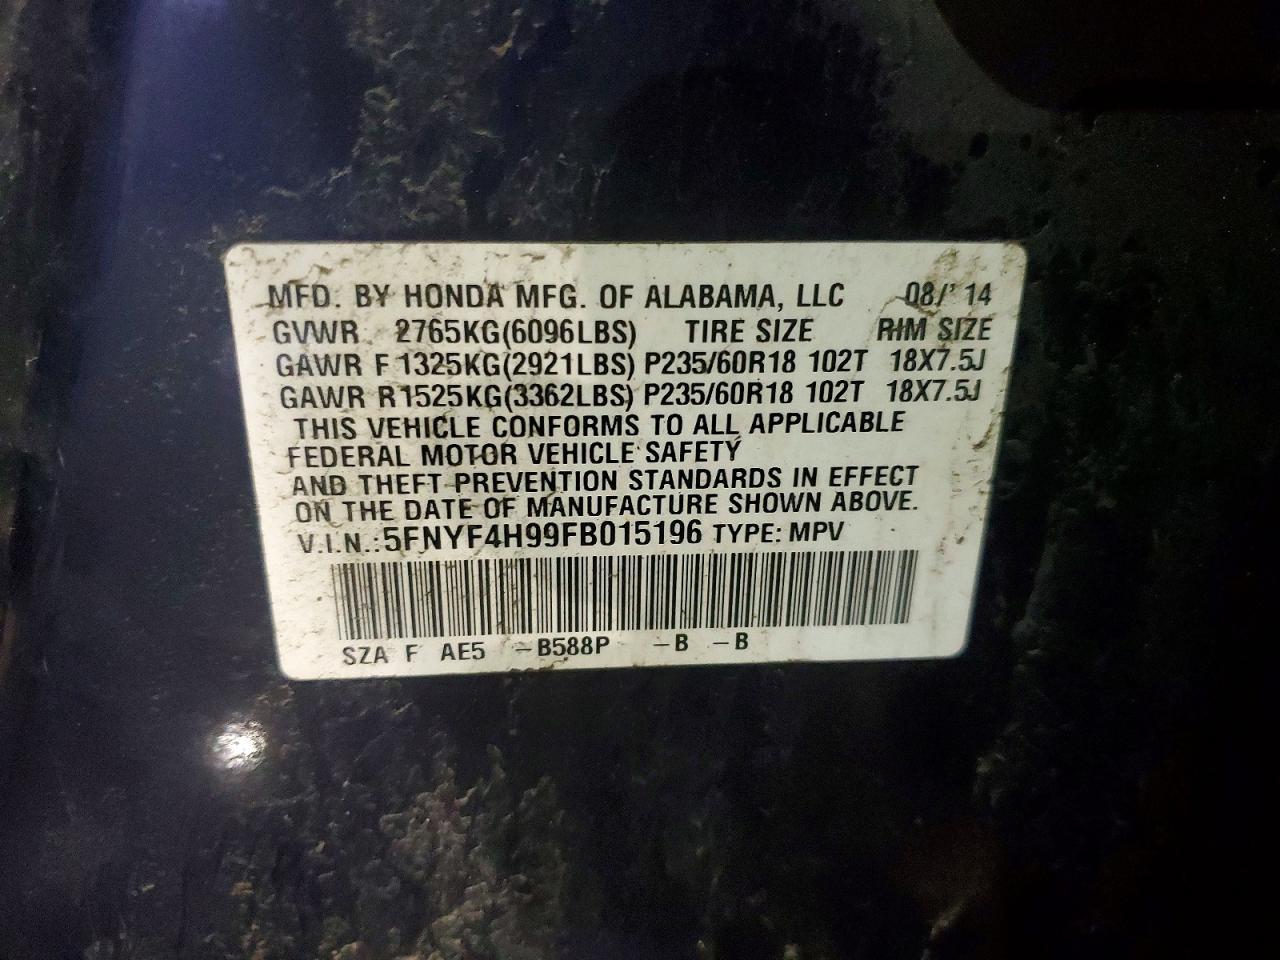 MFD. BY HONDA MFG. OF ALABAMA, LLC 08/'14
GVWR 2765KG(6096LBS) TIRE SIZE RIM SIZE
GAWR F 1325KG(2921LBS) P235/60R18 102T 18X7.5J
GAWR R1525KG(3362LBS) P235/60R18 102T 18X7.5J
THIS VEHICLE CONFORMS TO ALL APPLICABLE
FEDERAL MOTOR VEHICLE SAFETY
AND THEFT PREVENTION STANDARDS IN EFFECT
ON THE DATE OF MANUFACTURE SHOWN ABOVE.
V.I.N.:5FNYF4H99FB015196 TYPE: MPV
SZA F AE5 -B588P -B -B